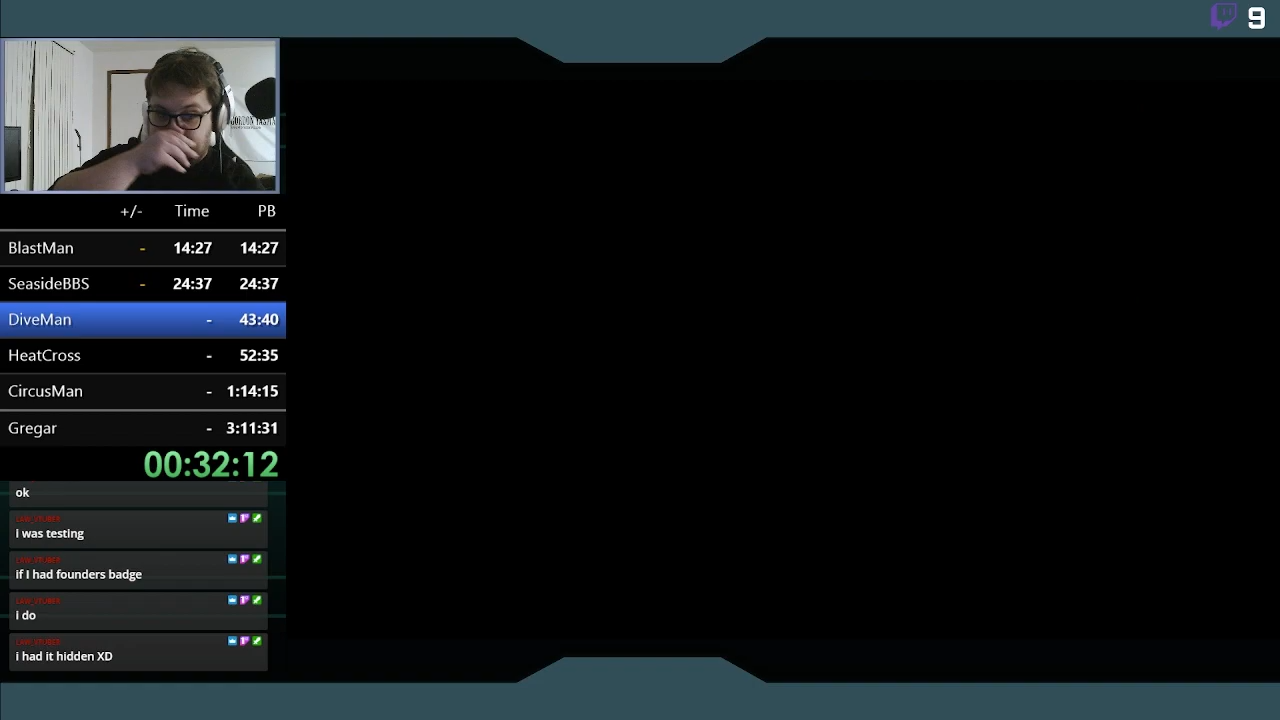 9
GORDON
+/- Time PB
BlastMan - 14:27 14:27
SeasideBBS - 24:37 24:37
DiveMan - 43:40
HeatCross - 52:35
CircusMan - 1:14:15
Gregar - 3:11:31
00:32:12
ok
i was testing
if I had founders badge
i do
i had it hidden XD